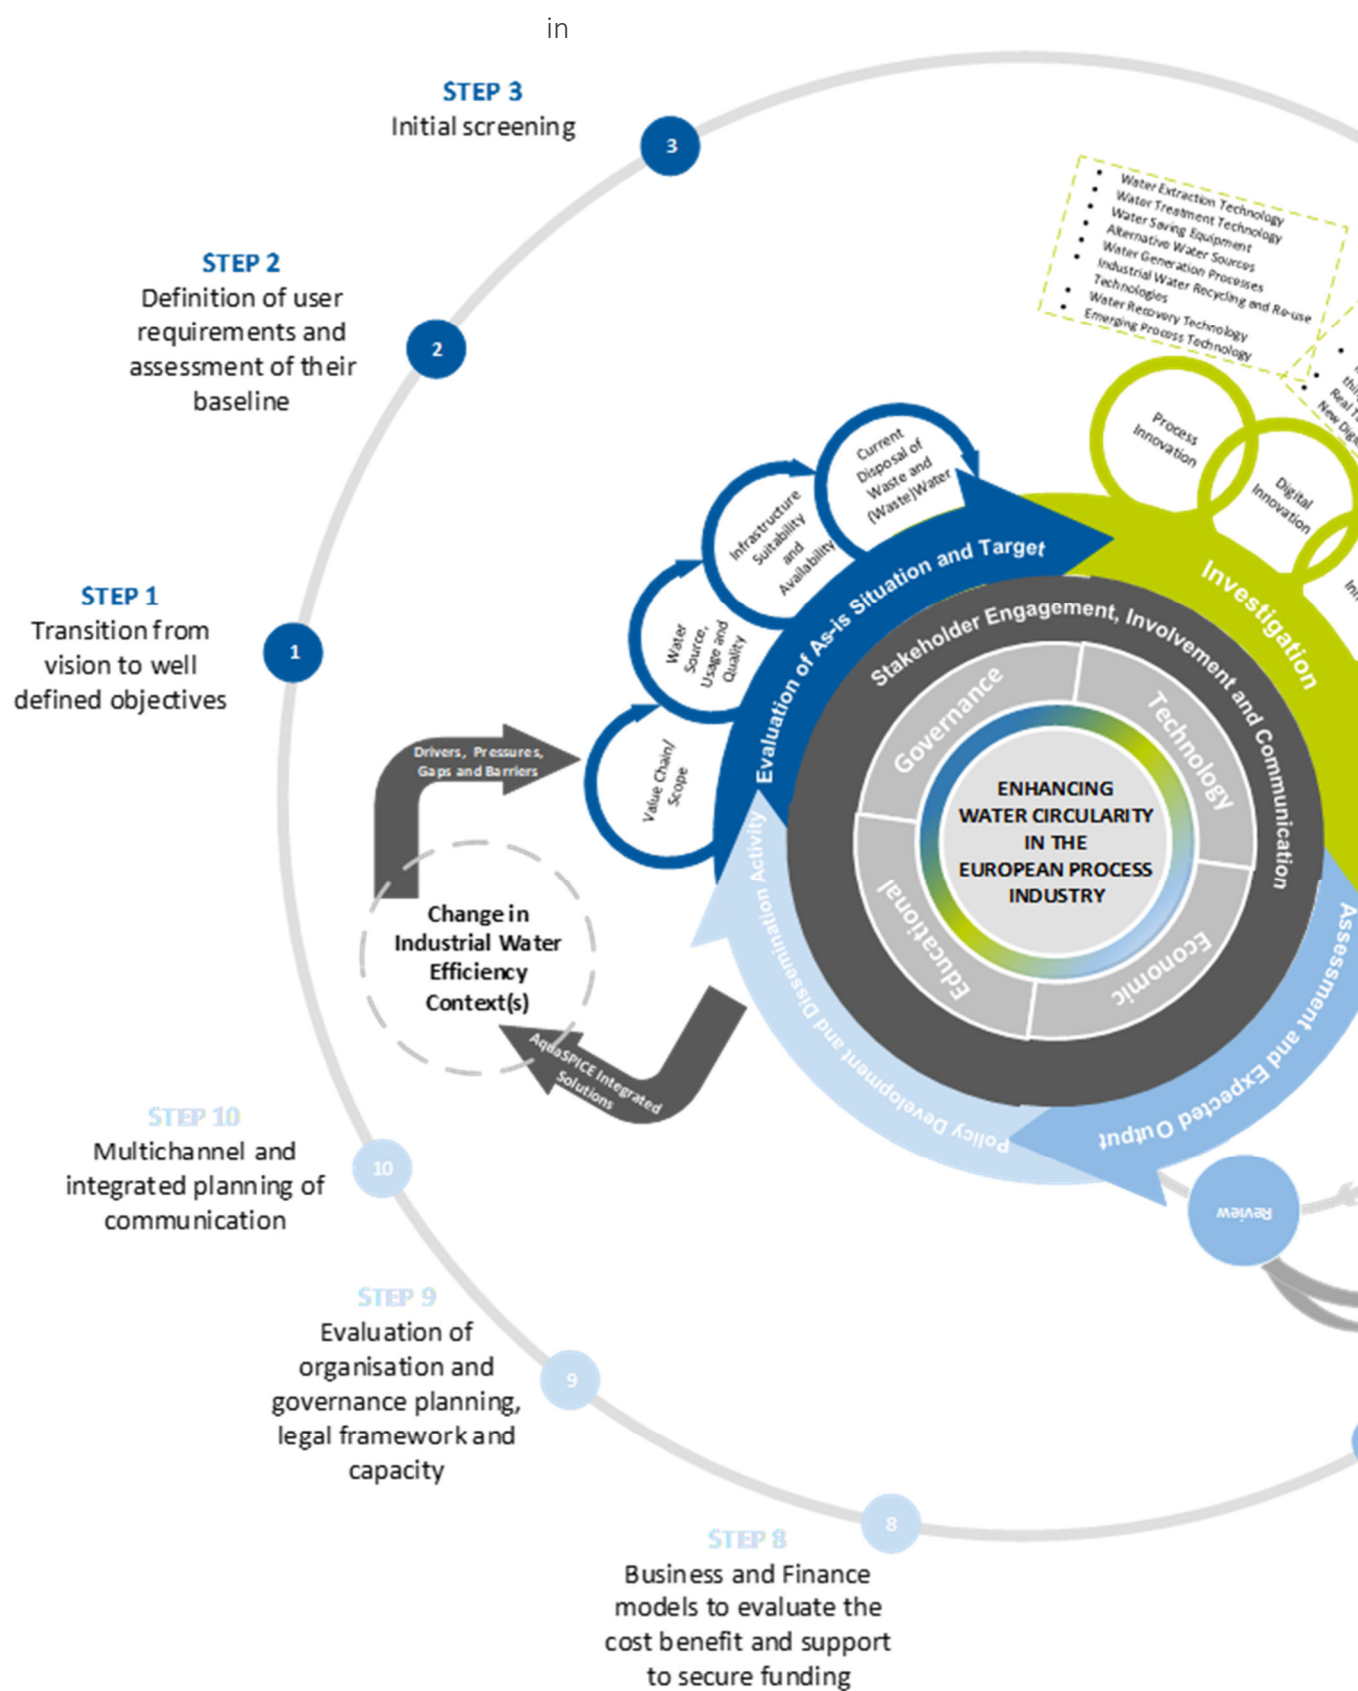 in
STEP 3
Initial screening
3
STEP 2
Definition of user
requirements and
assessment of their
baseline
2
STEP 1
Transition from
vision to well
defined objectives
1
Water Extraction Technology
Water Treatment Technology
Water Saving Equipment
Alternative Water Sources
Water Generation Processes
Industrial Water Recycling and Re-use
Technologies
Water Recovery Technology
Emerging Process Technology
Real T
New Digi
Process
Innovation
Digital
Innovation
Current
Disposal of
Waste and
(Waste)Water
Infrastructure
Suitability
and
Availability
Water
Source,
Usage and
Quality
Value Chain/
Scope
Drivers, Pressures,
Gaps and Barriers
Change in
Industrial Water
Efficiency
Context(s)
AquaSPICE Integrated
Solutions
Evaluation of As-is Situation and Target
Investigation
Assessment and Expected Output
Policy Development and Dissemination Activity
Stakeholder Engagement, Involvement and Communication
Governance
Technology
Economic
Educational
ENHANCING
WATER CIRCULARITY
IN THE
EUROPEAN PROCESS
INDUSTRY
Review
STEP 10
Multichannel and
integrated planning of
communication
10
STEP 9
Evaluation of
organisation and
governance planning,
legal framework and
capacity
9
8
STEP 8
Business and Finance
models to evaluate the
cost benefit and support
to secure funding